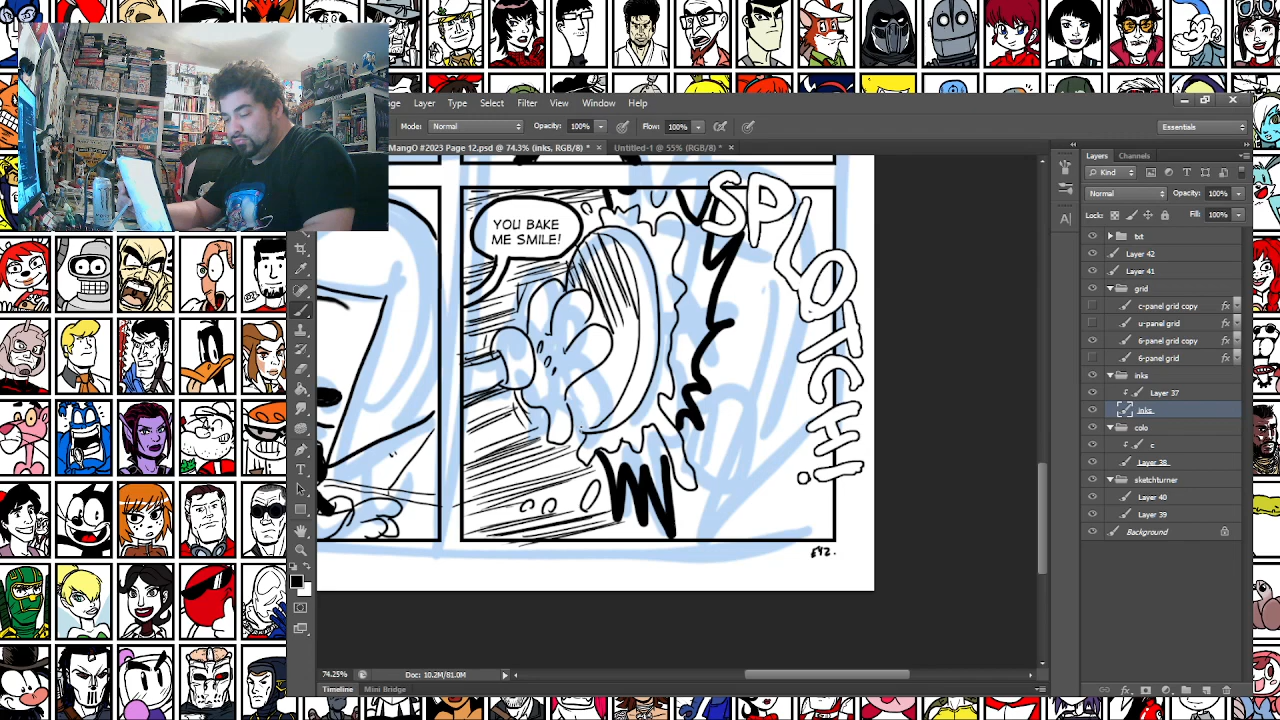 Layer Type Select Filter View Window Help
Mode: Normal Opacity: 100% Flow: 100% Essentials
MangO #2023 Page 12.psd @ 74.3% (inks, RGB/8) * × Untitled-1 @ 55% (RGB/8) * ×
Layers Channels
Kind
Normal Opacity: 100%
Lock: Fill: 100%
txt
Layer 42
Layer 41
grid
c-panel grid copy fx
u-panel grid fx
6-panel grid copy fx
6-panel grid fx
inks
Layer 37
inks
colo
c
Layer 38
sketchturner
Layer 40
Layer 39
Background
YOU BAKE
ME SMILE!
SPLOTCH!
74.25% Doc: 10.2M/81.0M
Timeline Mini Bridge